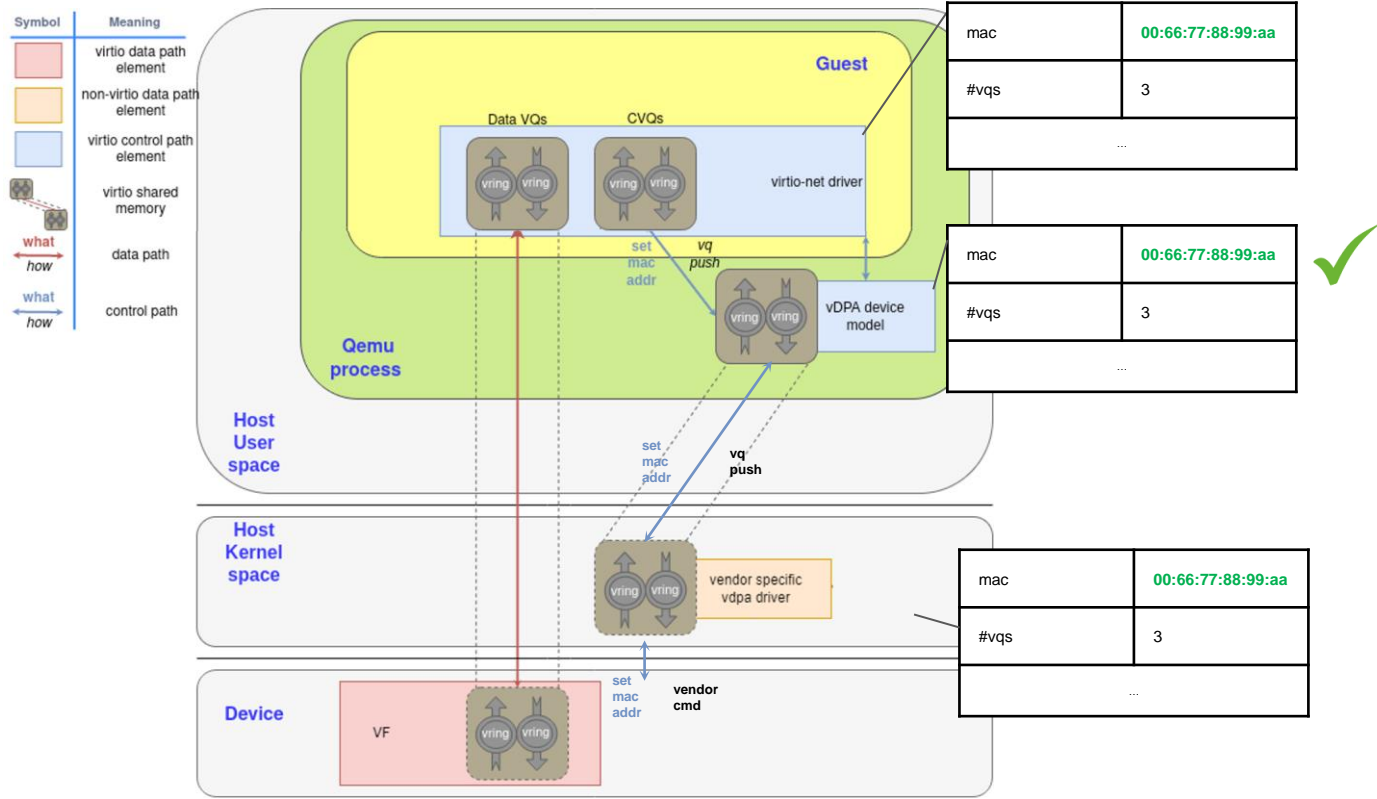 Symbol
Meaning
virtio data path
element
non-virtio data path
element
virtio control path
element
virtio shared
memory
what
how
data path
what
how
control path
Guest
Data VQs
CVQs
vring
vring
vring
vring
virtio-net driver
set
mac
addr
vq
push
vring
vring
vDPA device
model
Qemu
process
Host
User
space
set
mac
addr
vq
push
Host
Kernel
space
vring
vring
vendor specific
vdpa driver
set
mac
addr
vendor
cmd
Device
VF
vring
vring
mac 00:66:77:88:99:aa
#vqs 3
...
mac 00:66:77:88:99:aa
#vqs 3
...
mac 00:66:77:88:99:aa
#vqs 3
...